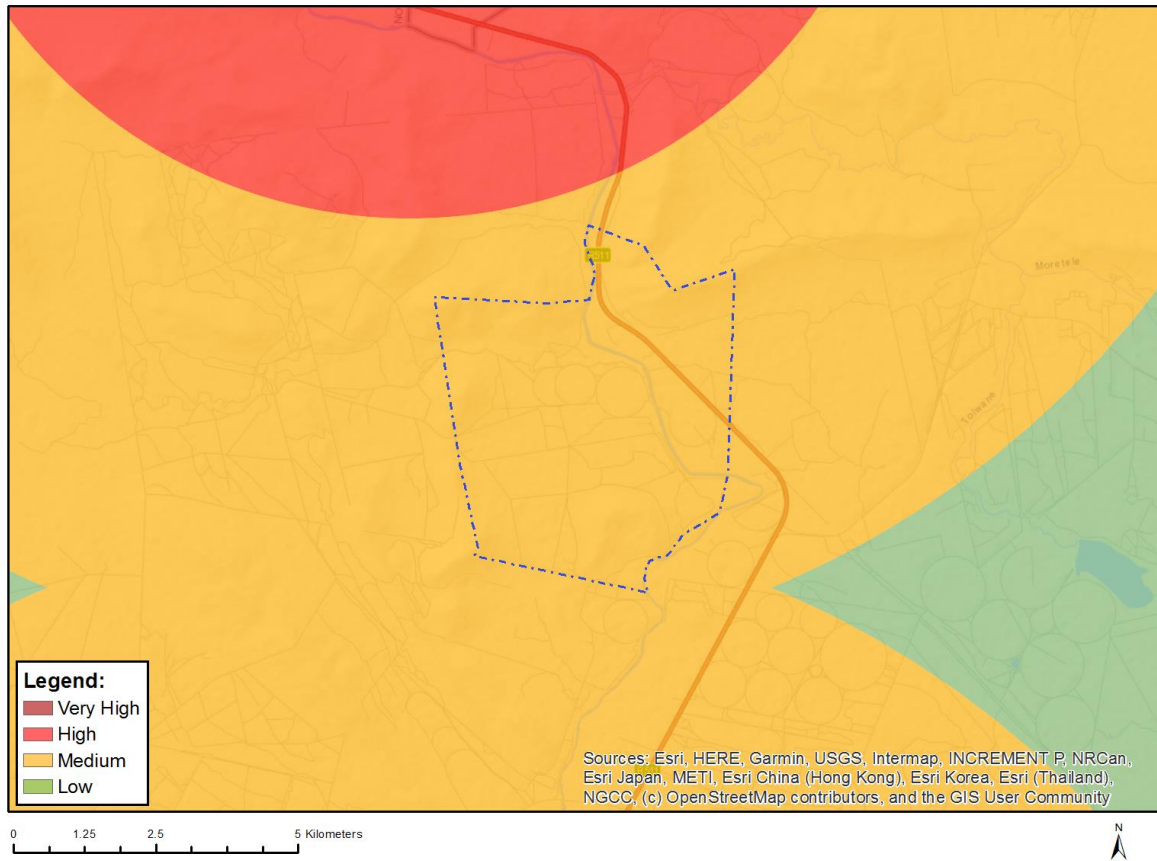 NO
Moretele
Tolwane
Legend:
Very High
High
Medium
Low
Sources: Esri, HERE, Garmin, USGS, Intermap, INCREMENT P, NRCan,
Esri Japan, METI, Esri China (Hong Kong), Esri Korea, Esri (Thailand),
NGCC, (c) OpenStreetMap contributors, and the GIS User Community
0 1.25 2.5 5 Kilometers
N